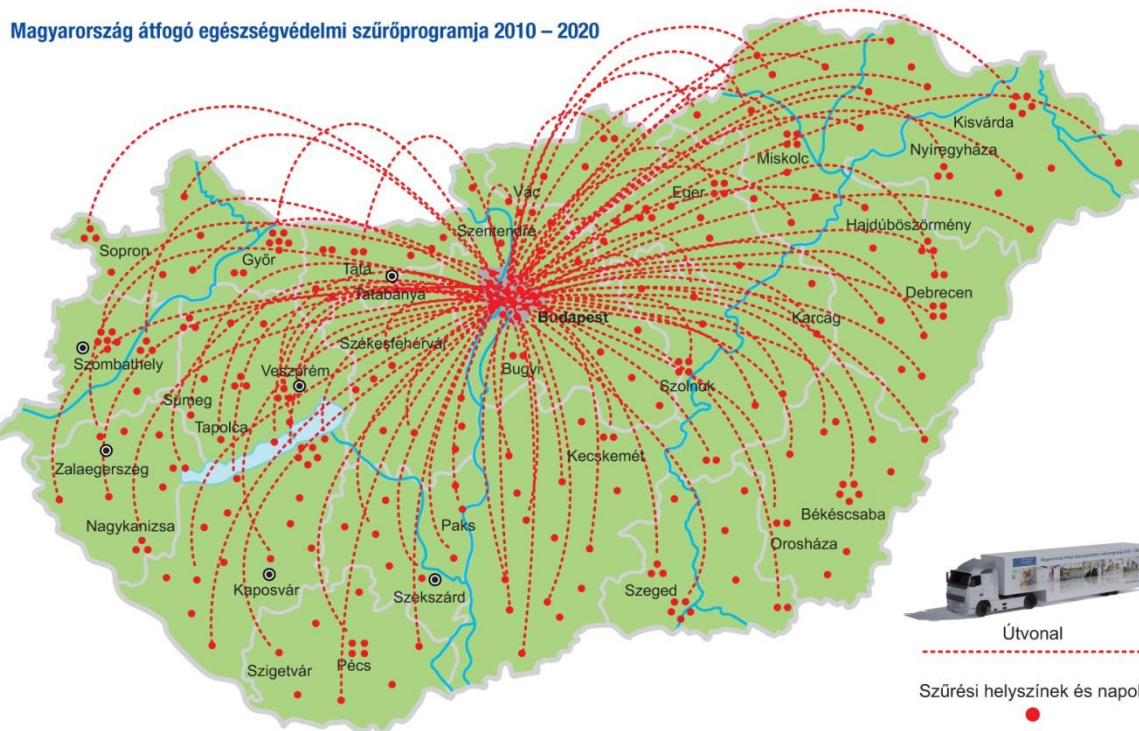 Magyarország átfogó egészségvédelmi szűrőprogramja 2010 – 2020
Kisvárda
Nyíregyháza
Miskolc
Vác
Eger
Szentendre
Hajdúböszörmény
Sopron
Győr
Tata
Tatabánya
Debrecen
Budapest
Karcag
Székesfehérvár
Szombathely
Veszprém
Bugyi
Szolnok
Sümeg
Tapolca
Zalaegerszeg
Kecskemét
Békéscsaba
Nagykanizsa
Paks
Orosháza
Kaposvár
Szekszárd
Szeged
Szigetvár
Pécs
Útvonal
Szűrési helyszínek és napok